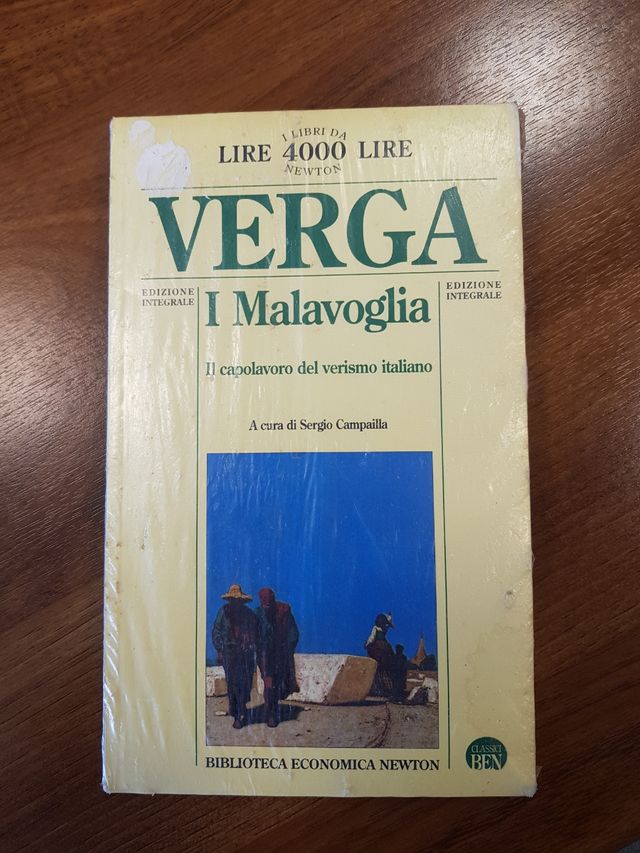 I LIBRI DA
LIRE 4000 LIRE
NEWTON
VERGA
EDIZIONE
INTEGRALE
I Malavoglia
EDIZIONE
INTEGRALE
Il capolavoro del verismo italiano
A cura di Sergio Campailla
BIBLIOTECA ECONOMICA NEWTON
CLASSICI
BEN